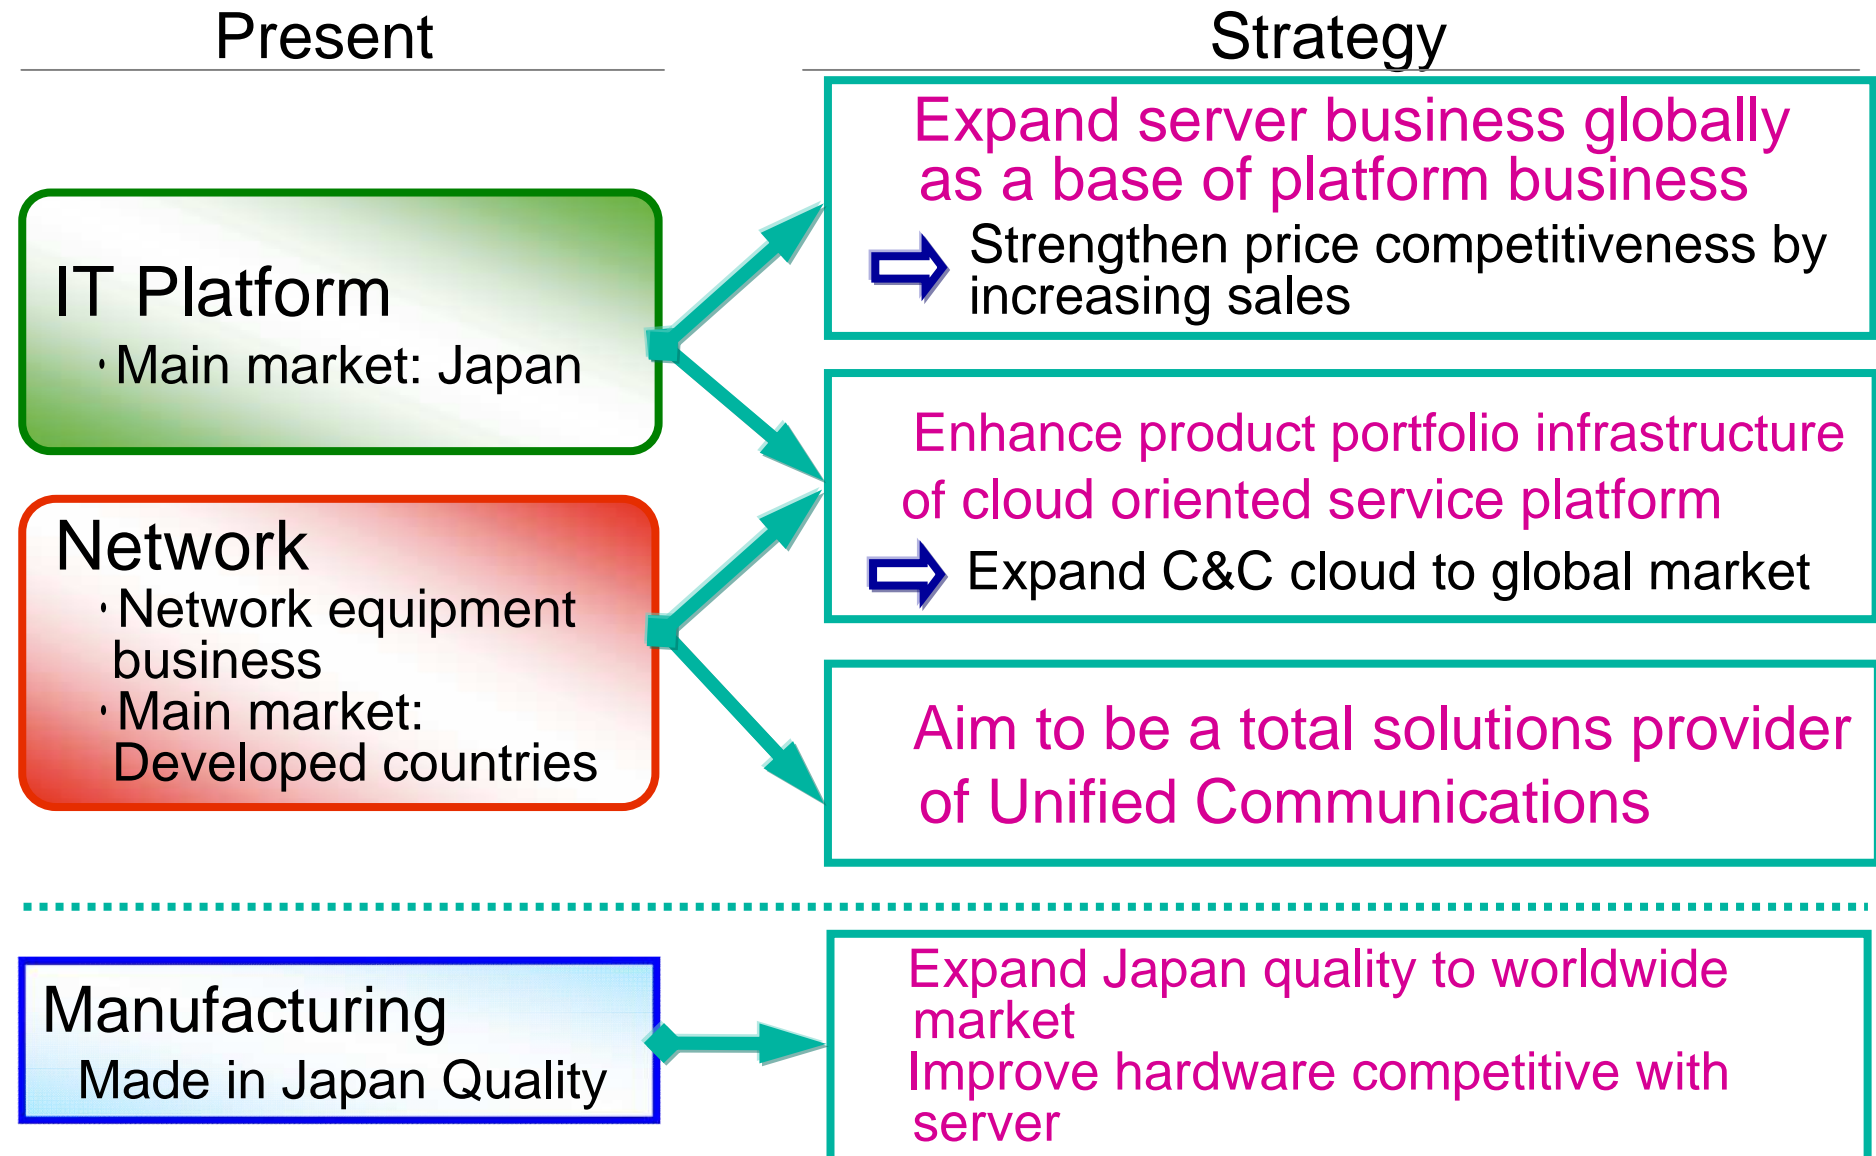 Present
Strategy
IT Platform
・Main market: Japan
Network
・Network equipment
business
・Main market:
Developed countries
Expand server business globally
as a base of platform business
Strengthen price competitiveness by
increasing sales
Enhance product portfolio infrastructure
of cloud oriented service platform
Expand C&C cloud to global market
Aim to be a total solutions provider
of Unified Communications
Manufacturing
Made in Japan Quality
Expand Japan quality to worldwide
market
Improve hardware competitive with
server